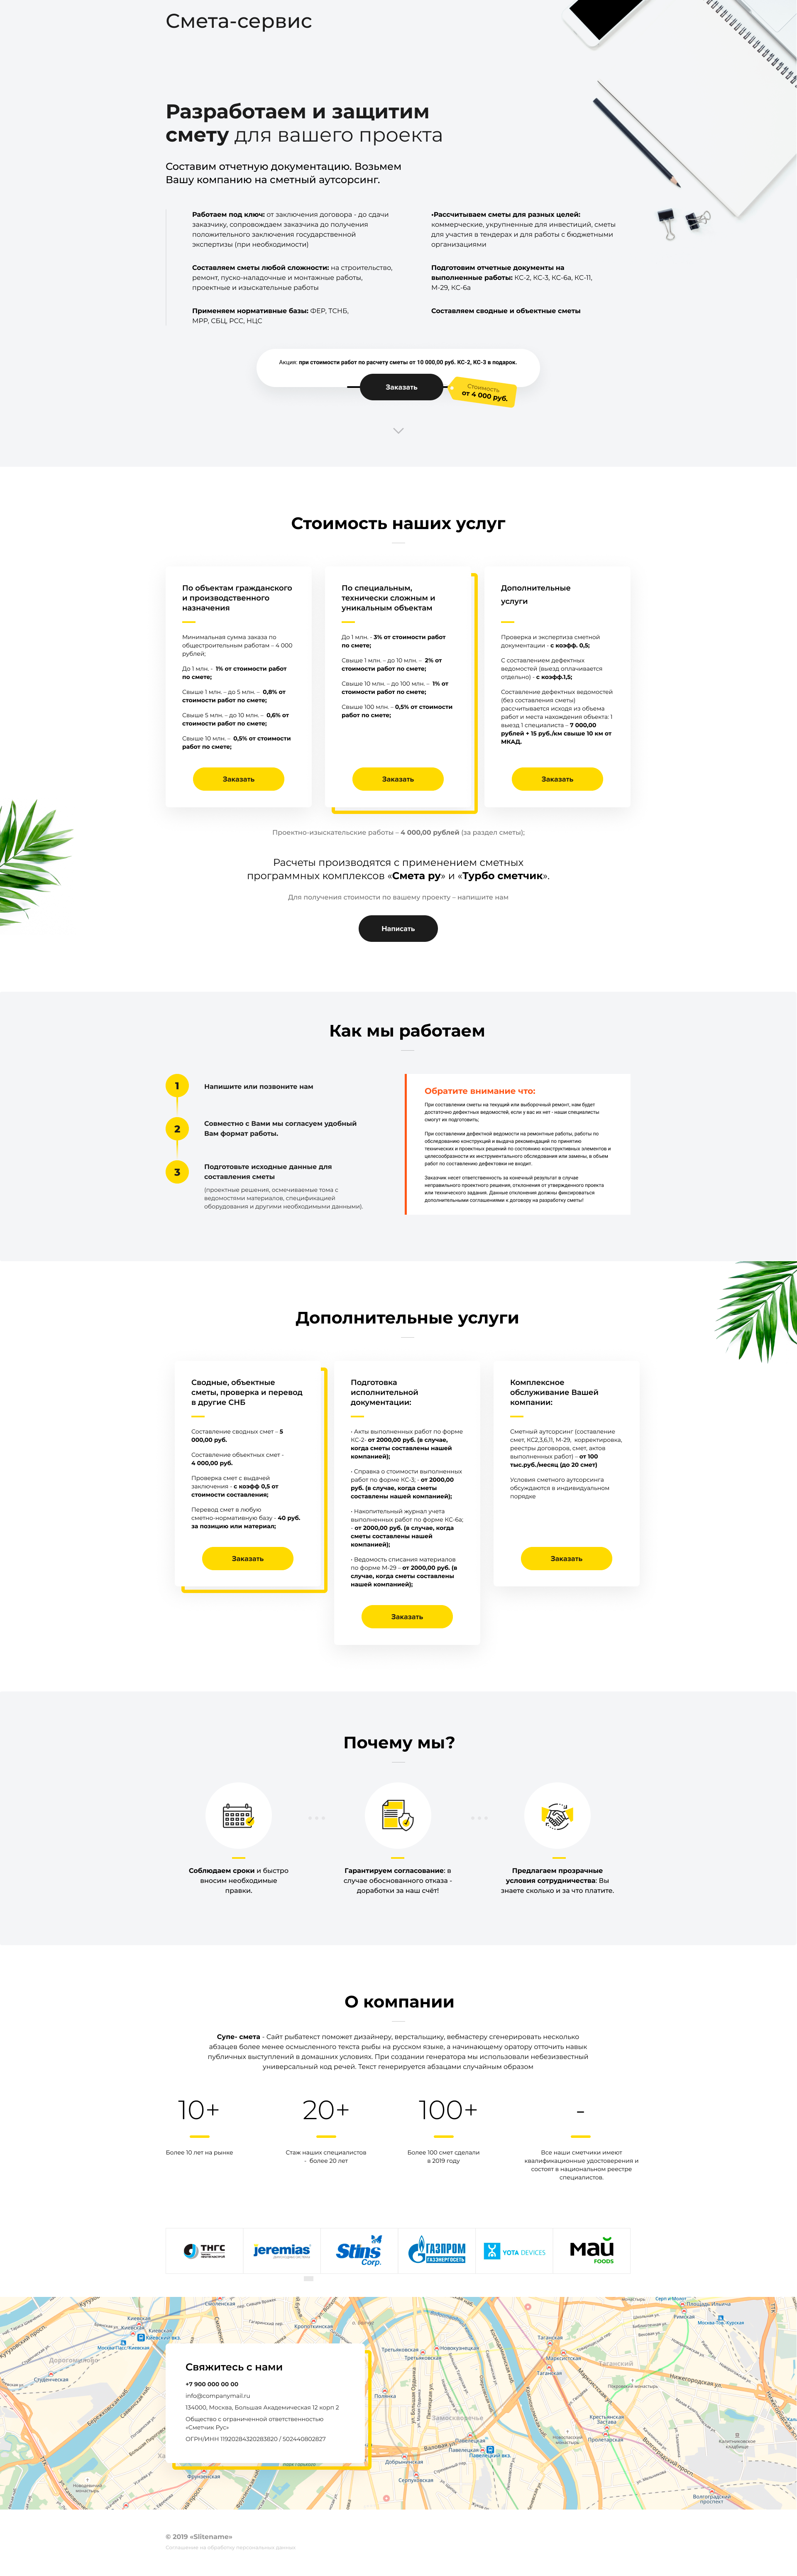 Смета-сервис
Разработаем и защитим
смету для вашего проекта
Составим отчетную документацию. Возьмем
Вашу компанию на сметный аутсорсинг.
Работаем под ключ: от заключения договора - до сдачи
заказчику, сопровождаем заказчика до получения
положительного заключения государственной
экспертизы (при необходимости)
Составляем сметы любой сложности: на строительство,
ремонт, пуско-наладочные и монтажные работы,
проектные и изыскательные работы
Применяем нормативные базы: ФЕР, ТСНБ,
МРР, СБЦ, РСС, НЦС
•Рассчитываем сметы для разных целей:
коммерческие, укрупненные для инвестиций, сметы
для участия в тендерах и для работы с бюджетными
организациями
Подготовим отчетные документы на
выполненные работы: КС-2, КС-3, КС-6а, КС-11,
М-29, КС-6а
Составляем сводные и объектные сметы
Акция: при стоимости работ по расчету сметы от 10 000,00 руб. КС-2, КС-3 в подарок.
Заказать
Стоимость
от 4 000 руб.
Стоимость наших услуг
По объектам гражданского
и производственного
назначения
Минимальная сумма заказа по
общестроительным работам – 4 000
рублей;
До 1 млн. - 1% от стоимости работ
по смете;
Свыше 1 млн. – до 5 млн. – 0,8% от
стоимости работ по смете;
Свыше 5 млн. – до 10 млн. – 0,6% от
стоимости работ по смете;
Свыше 10 млн. – 0,5% от стоимости
работ по смете;
Заказать
По специальным,
технически сложным и
уникальным объектам
До 1 млн. - 3% от стоимости работ
по смете;
Свыше 1 млн. - до 10 млн. – 2% от
стоимости работ по смете;
Свыше 10 млн. – до 100 млн. – 1% от
стоимости работ по смете;
Свыше 100 млн. – 0,5% от стоимости
работ по смете;
Заказать
Дополнительные
услуги
Проверка и экспертиза сметной
документации - с коэфф. 0,5;
С составлением дефектных
ведомостей (выезд оплачивается
отдельно) - с коэфф.1,5;
Составление дефектных ведомостей
(без составления сметы)
рассчитывается исходя из объема
работ и места нахождения объекта: 1
выезд 1 специалиста – 7 000,00
рублей + 15 руб./км свыше 10 км от
МКАД.
Заказать
Проектно-изыскательские работы – 4 000,00 рублей (за раздел сметы);
Расчеты производятся с применением сметных
программных комплексов «Смета ру» и «Турбо сметчик».
Для получения стоимости по вашему проекту – напишите нам
Написать
Как мы работаем
1
Напишите или позвоните нам
2
Совместно с Вами мы согласуем удобный
Вам формат работы.
3
Подготовьте исходные данные для
составления сметы
(проектные решения, осмечиваемые тома с
ведомостями материалов, спецификацией
оборудования и другими необходимыми данными).
Обратите внимание что:
При составлении сметы на текущий или выборочный ремонт, нам будет
достаточно дефектных ведомостей, если у вас их нет - наши специалисты
смогут их подготовить;
При составлении дефектной ведомости на ремонтные работы, работы по
обследованию конструкций и выдача рекомендаций по принятию
технических и проектных решений по состоянию конструктивных элементов и
целесообразности их инструментального обследования или замены, в объем
работ по составлению дефектовки не входит.
Заказчик несет ответственность за конечный результат в случае
неправильного проектного решения, отклонения от утвержденного проекта
или технического задания. Данные отклонения должны фиксироваться
дополнительными соглашениями к договору на разработку сметы!
Дополнительные услуги
Сводные, объектные
сметы, проверка и перевод
в другие СНБ
Составление сводных смет – 5
000,00 руб.
Составление объектных смет -
4 000,00 руб.
Проверка смет с выдачей
заключения - с коэфф 0,5 от
стоимости составления;
Перевод смет в любую
сметно-нормативную базу - 40 руб.
за позицию или материал;
Заказать
Подготовка
исполнительной
документации:
- Акты выполненных работ по форме
КС-2- от 2000,00 руб. (в случае,
когда сметы составлены нашей
компанией);
- Справка о стоимости выполненных
работ по форме КС-3; - от 2000,00
руб. (в случае, когда сметы
составлены нашей компанией);
- Накопительный журнал учета
выполненных работ по форме КС-6а;
- от 2000,00 руб. (в случае, когда
сметы составлены нашей
компанией);
- Ведомость списания материалов
по форме М-29 – от 2000,00 руб. (в
случае, когда сметы составлены
нашей компанией);
Заказать
Комплексное
обслуживание Вашей
компании:
Сметный аутсорсинг (составление
смет, КС2,3,6,11, М-29, корректировка,
реестры договоров, смет, актов
выполненных работ) – от 100
тыс.руб./месяц (до 20 смет)
Условия сметного аутсорсинга
обсуждаются в индивидуальном
порядке
Заказать
Почему мы?
Соблюдаем сроки и быстро
вносим необходимые
правки.
Гарантируем согласование: в
случае обоснованного отказа -
доработки за наш счёт!
Предлагаем прозрачные
условия сотрудничества: Вы
знаете сколько и за что платите.
О компании
Супе- смета - Сайт рыбатекст поможет дизайнеру, верстальщику, вебмастеру сгенерировать несколько
абзацев более менее осмысленного текста рыбы на русском языке, а начинающему оратору отточить навык
публичных выступлений в домашних условиях. При создании генератора мы использовали небезизвестный
универсальный код речей. Текст генерируется абзацами случайным образом
10+
Более 10 лет на рынке
20+
Стаж наших специалистов
- более 20 лет
100+
Более 100 смет сделали
в 2019 году
-
Все наши сметчики имеют
квалификационные удостоверения и
состоят в национальном реестре
специалистов.
ТНГС
jeremias
Stins
Corp.
ГАЗПРОМ
ГАЗЭНЕРГОСЕТЬ
YOTA DEVICES
Май
FOODS
Свяжитесь с нами
+7 900 000 00 00
info@companymail.ru
134000, Москва, Большая Академическая 12 корп 2
Общество с ограниченной ответственностью
«Сметчик Рус»
ОГРН/ИНН 11920284320283820 / 502440802827
Киевская
Дорогомилово
Студенческая
Кропоткинская
Третьяковская
Новокузнецкая
Полянка
Замоскворечье
Добрынинская
Серпуховская
Павелецкая
Павелецкий вкз.
Таганская
Марксистская
Таганский
Пролетарская
Крестьянская
Застава
Римская
Площадь Ильича
Фрунзенская
Волгоградский
проспект
© 2019 «Slitename»
Соглашение на обработку персональных данных